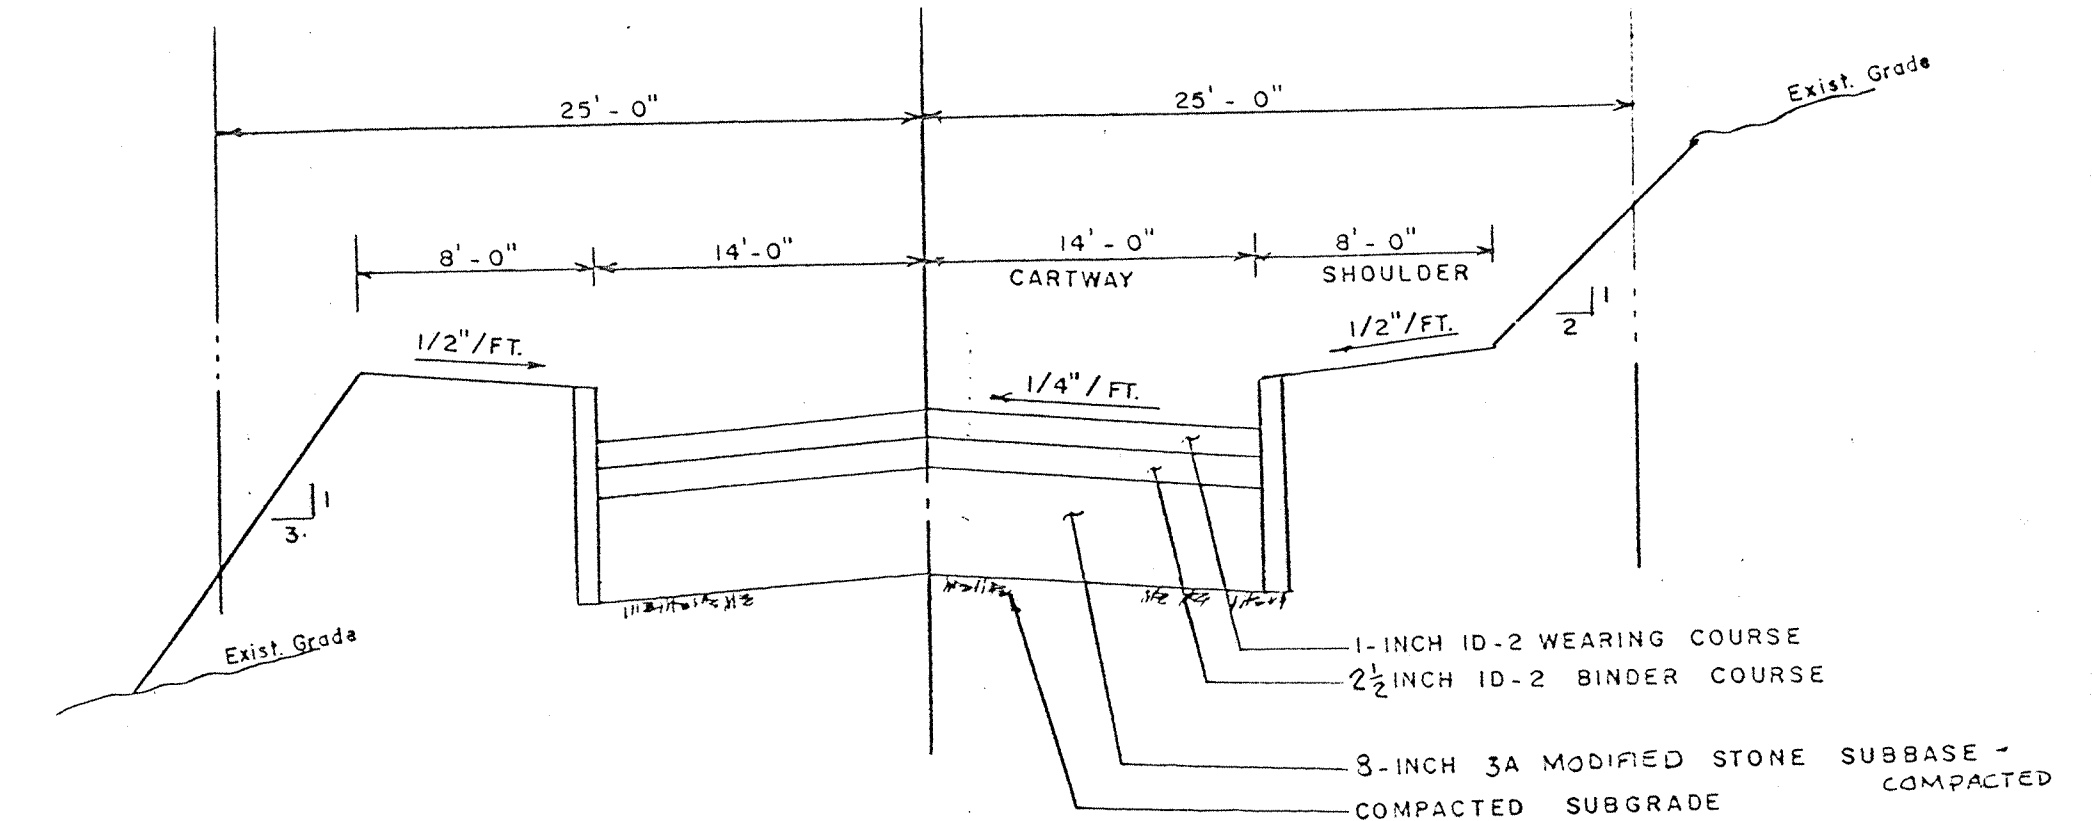 Exist. Grade
25' - 0" 25' - 0"
8' - 0" 14' - 0" 14' - 0" 8' - 0"
CARTWAY SHOULDER
1/2"/FT. 1/2"/FT.
1
2
1/4" / FT.
1
3.
Exist. Grade
1-INCH ID-2 WEARING COURSE
2½ INCH ID-2 BINDER COURSE
8-INCH 3A MODIFIED STONE SUBBASE -
COMPACTED
COMPACTED SUBGRADE